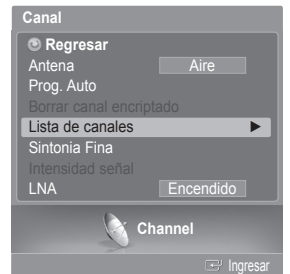 Canal
Regresar
Antena Aire
Prog. Auto
Borrar canal encriptado
Lista de canales
Sintonia Fina
Intensidad señal
LNA Encendido
Channel
Ingresar